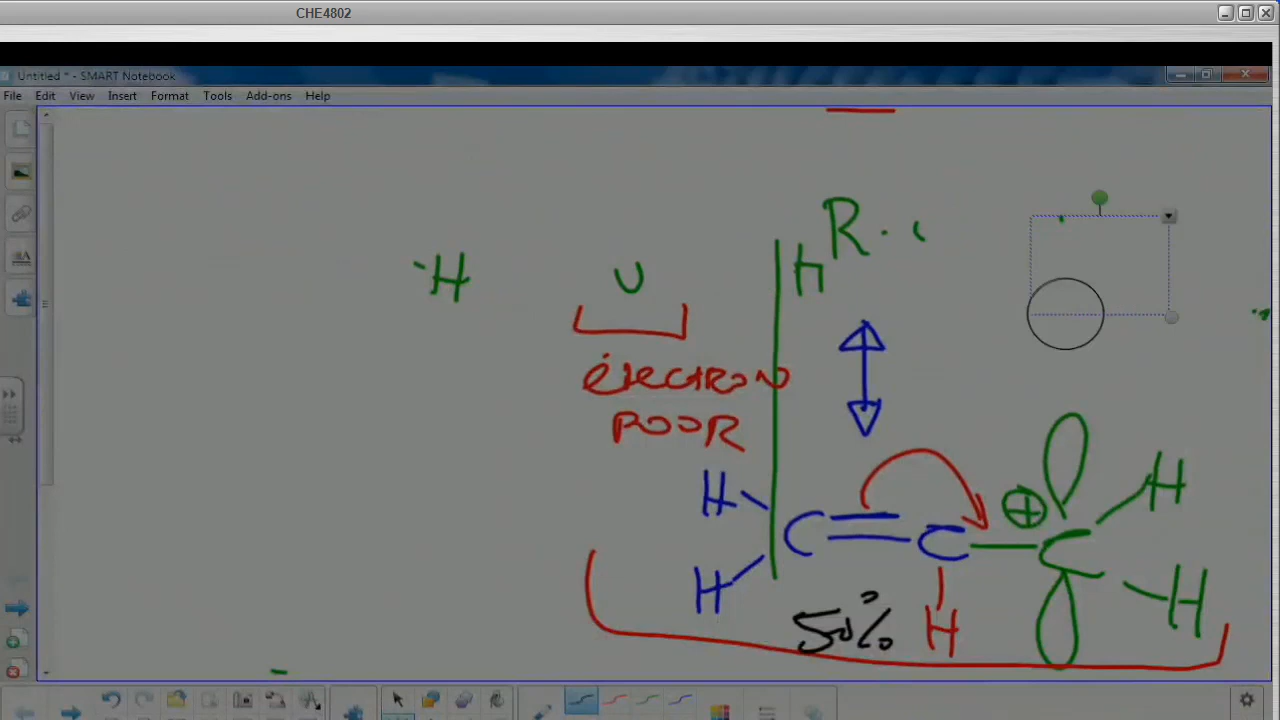 CHE4802
Untitled * - SMART Notebook
File Edit View Insert Format Tools Add-ons Help
R
H U H
ELECTRON
POOR
H H
C C C
H H
50% H